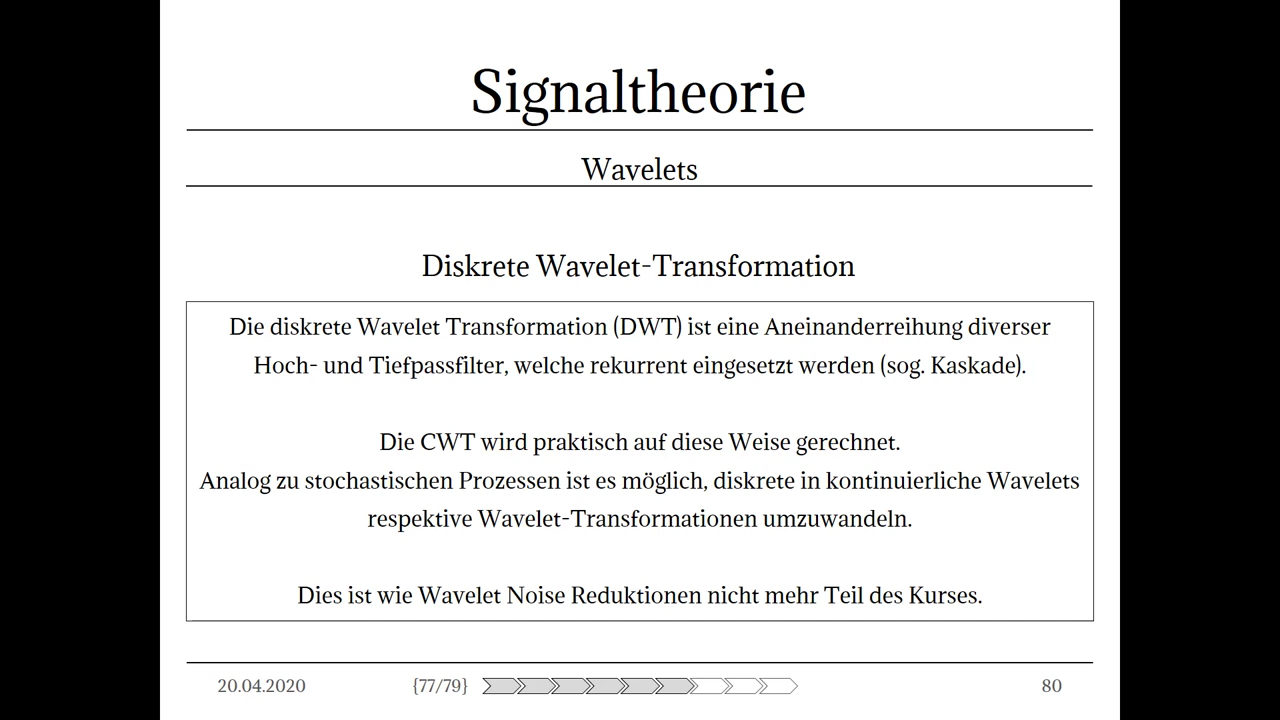 Signaltheorie
Wavelets
Diskrete Wavelet-Transformation
Die diskrete Wavelet Transformation (DWT) ist eine Aneinanderreihung diverser
Hoch- und Tiefpassfilter, welche rekurrent eingesetzt werden (sog. Kaskade).
Die CWT wird praktisch auf diese Weise gerechnet.
Analog zu stochastischen Prozessen ist es möglich, diskrete in kontinuierliche Wavelets
respektive Wavelet-Transformationen umzuwandeln.
Dies ist wie Wavelet Noise Reduktionen nicht mehr Teil des Kurses.
20.04.2020 {77/79} 80